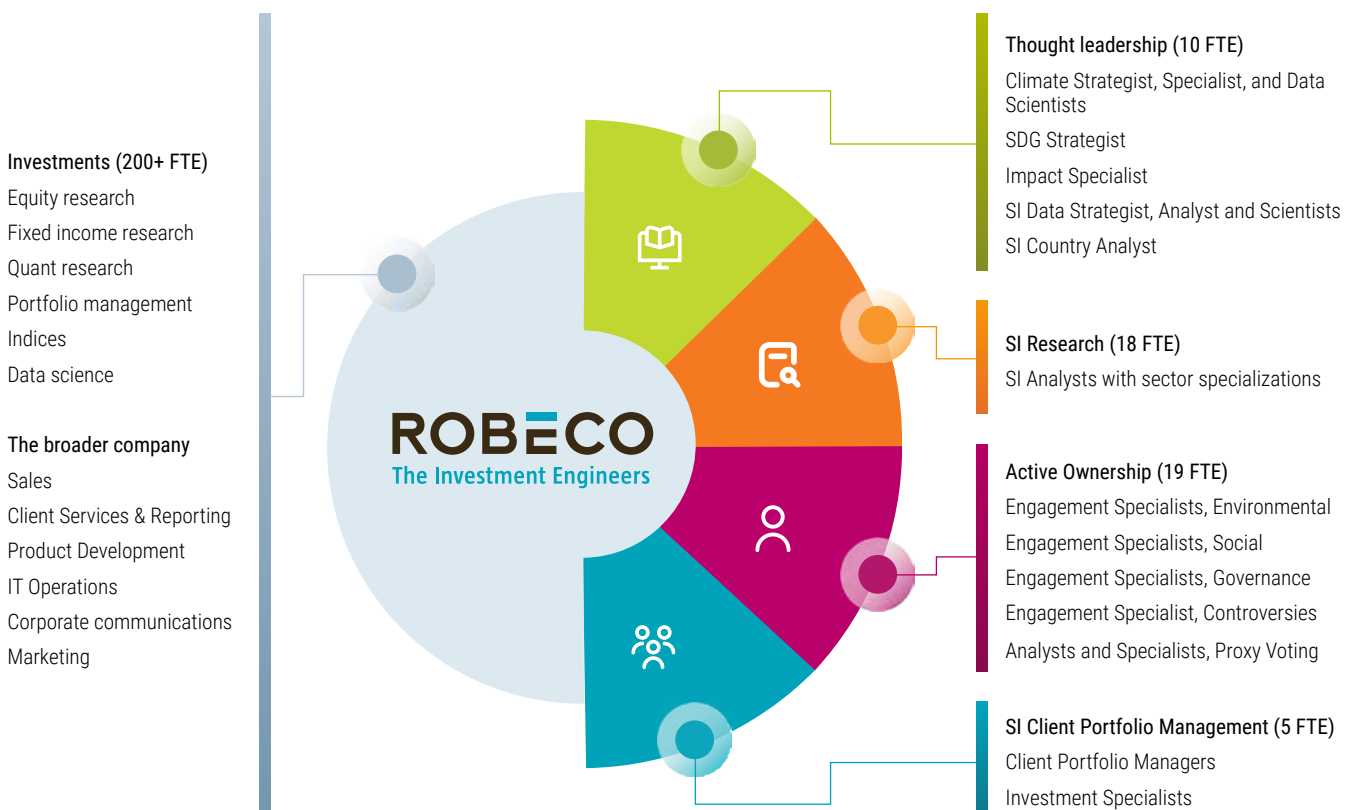 Investments (200+ FTE)
Equity research
Fixed income research
Quant research
Portfolio management
Indices
Data science
The broader company
Sales
Client Services & Reporting
Product Development
IT Operations
Corporate communications
Marketing
ROBECO
The Investment Engineers
Thought leadership (10 FTE)
Climate Strategist, Specialist, and Data
Scientists
SDG Strategist
Impact Specialist
SI Data Strategist, Analyst and Scientists
SI Country Analyst
SI Research (18 FTE)
SI Analysts with sector specializations
Active Ownership (19 FTE)
Engagement Specialists, Environmental
Engagement Specialists, Social
Engagement Specialists, Governance
Engagement Specialist, Controversies
Analysts and Specialists, Proxy Voting
SI Client Portfolio Management (5 FTE)
Client Portfolio Managers
Investment Specialists